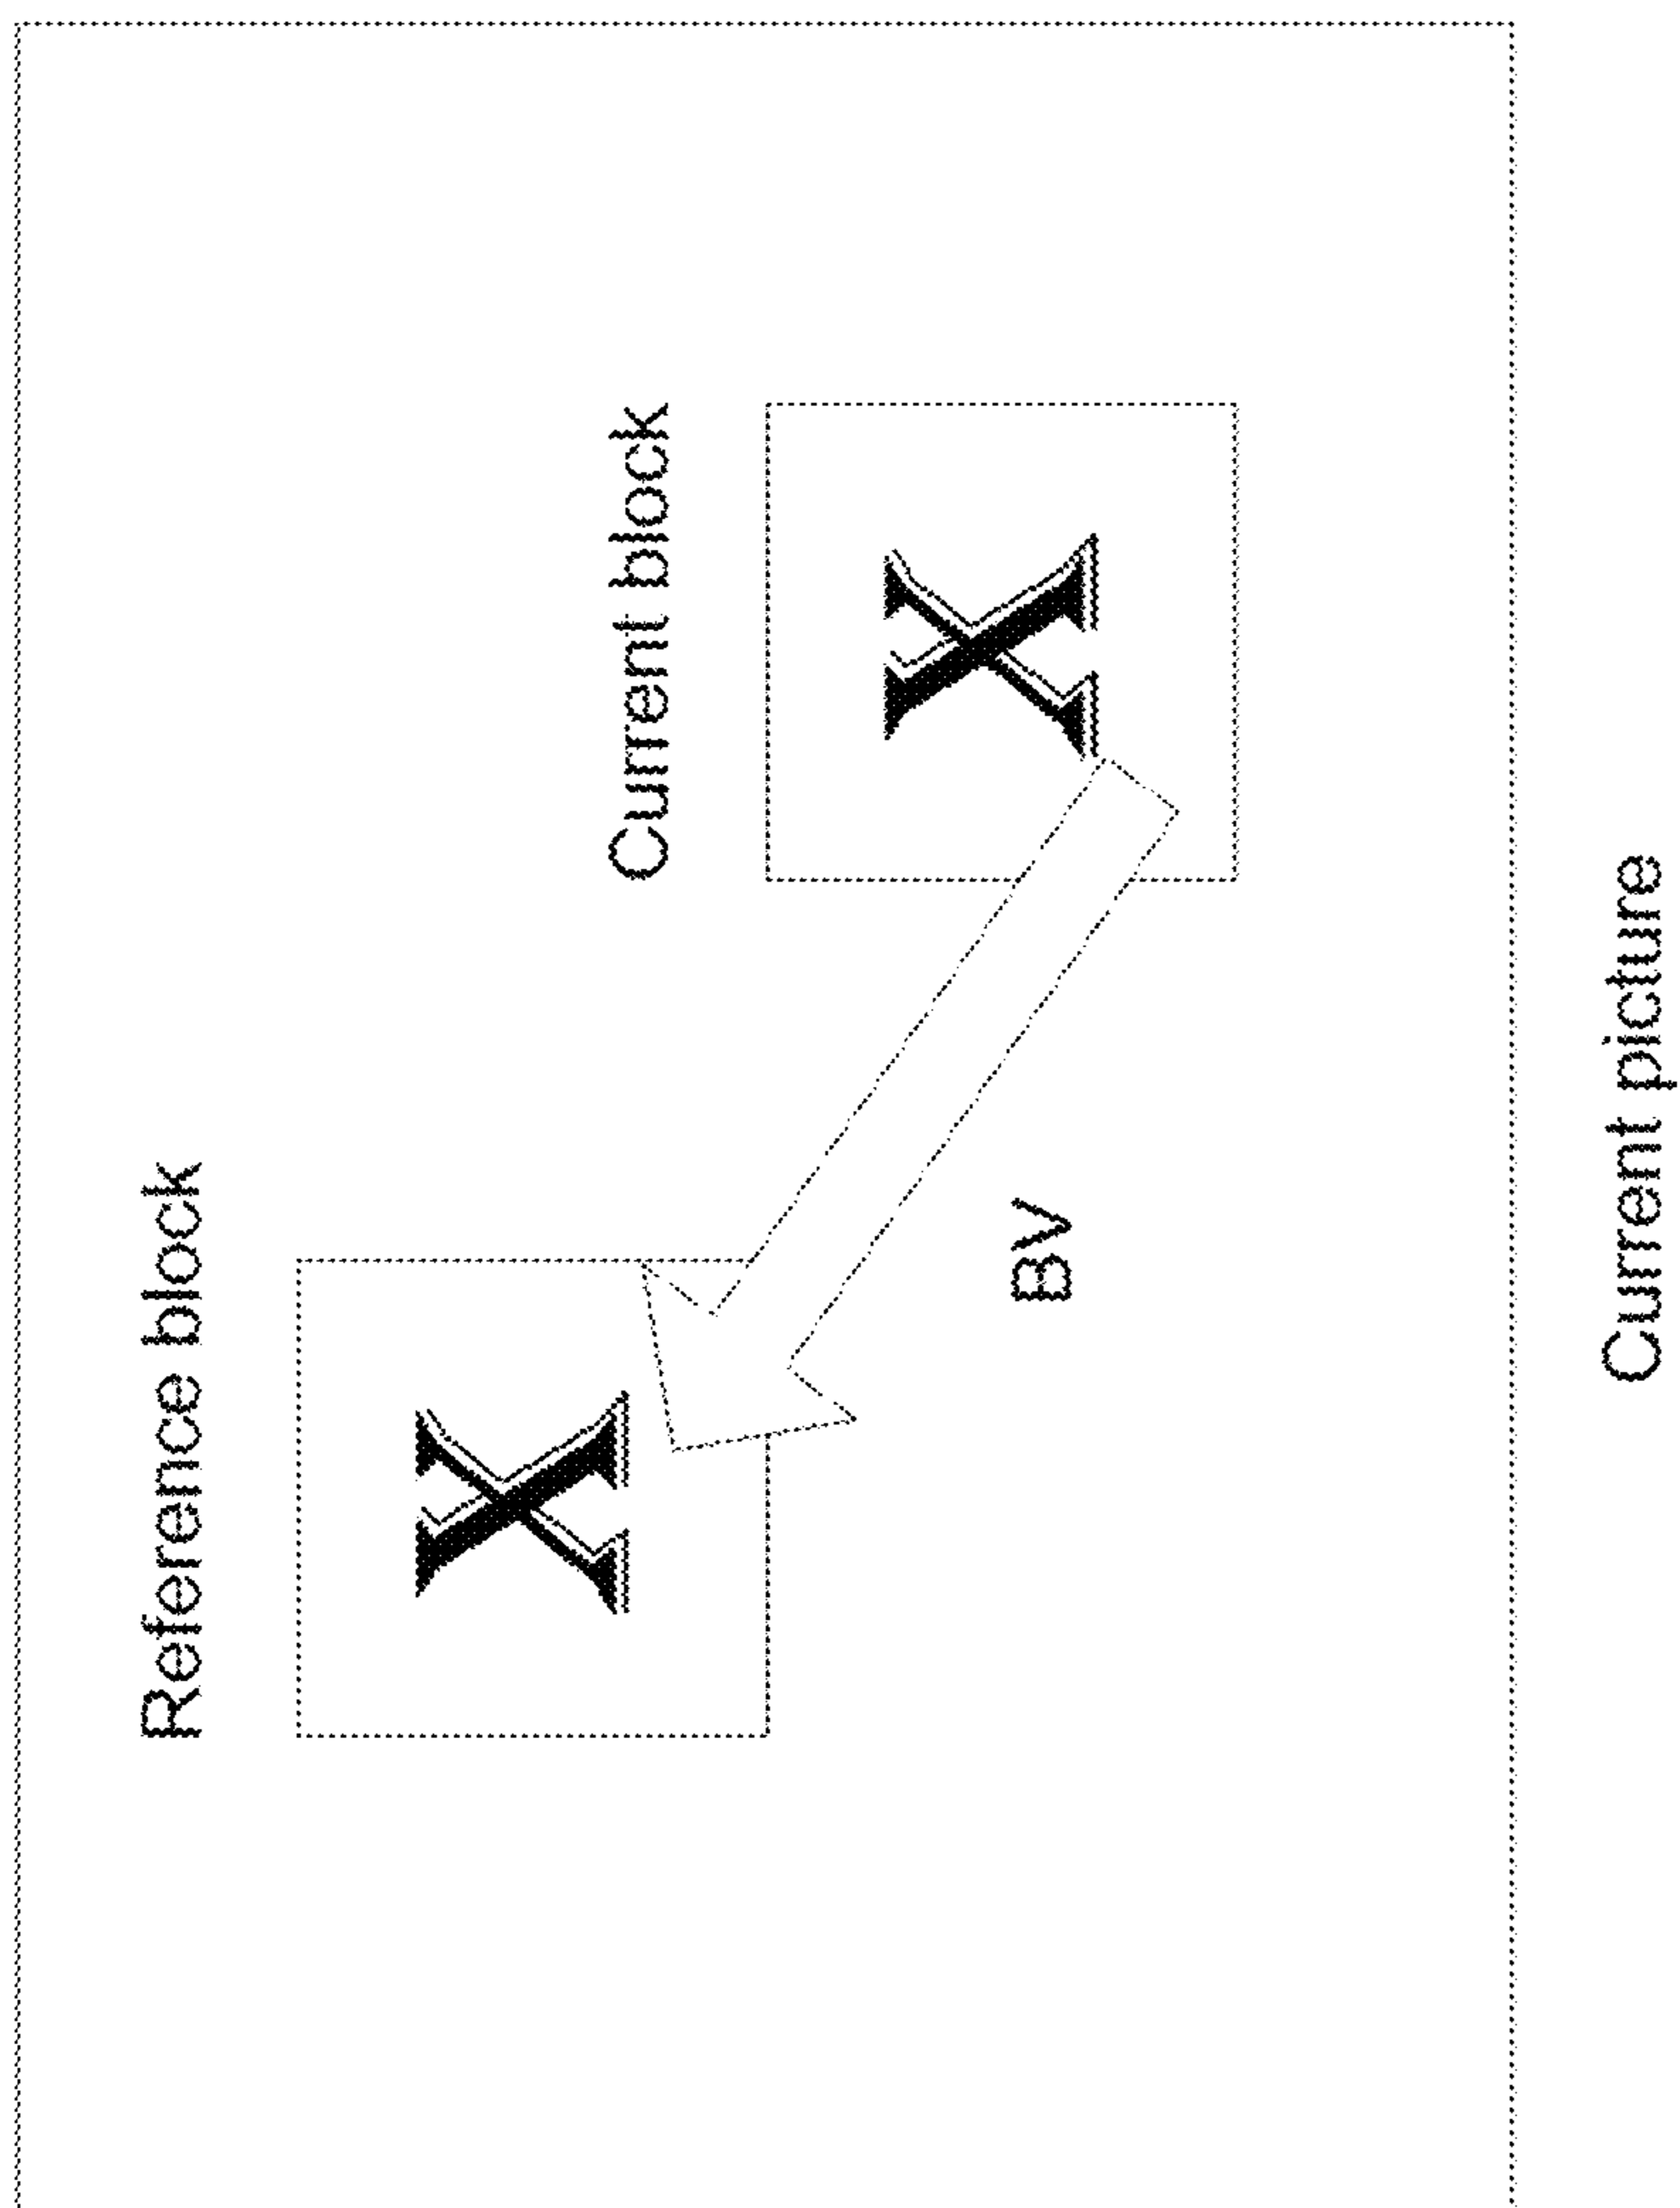 Reference block
Current block
X
X
BV
Current picture